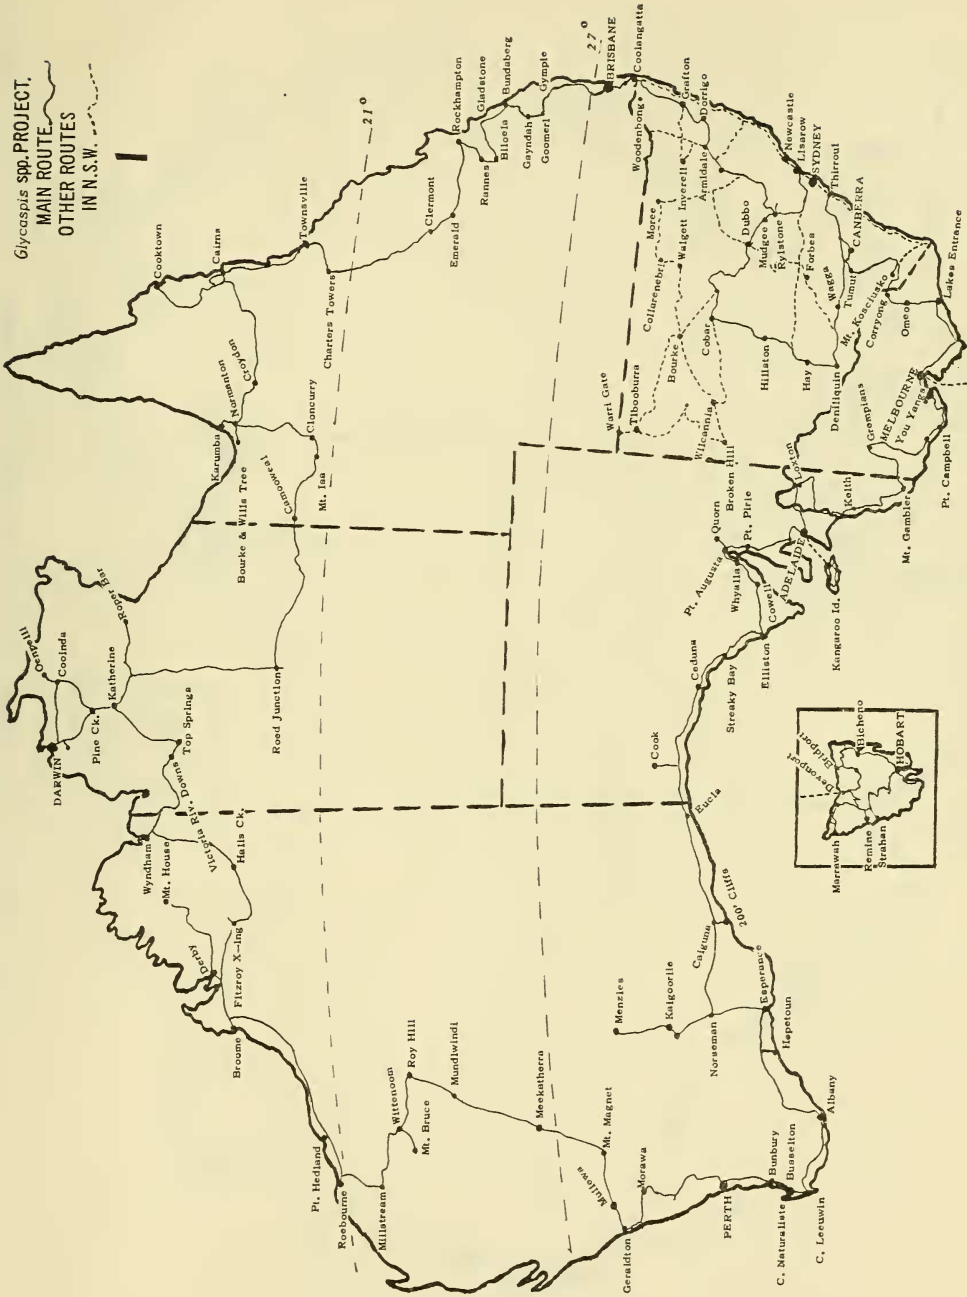 Glycaspis spp. PROJECT.
MAIN ROUTE
OTHER ROUTES
IN N.S.W.
1
21°
27°
Cooktown
Cairns
Townsville
Charters Towers
Clermont
Emerald
Rockhampton
Gladstone
Bundaberg
Gympie
Rannes
Biloela
Gayndah
Goomeri
BRISBANE
Coolangatta
Normanton
Croydon
Karumba
Cloncurry
Camooweal
Mt. Isa
Bourke & Wills Tree
Roper Bar
Oenpelli
Cooinda
Katherine
Pine Ck.
DARWIN
Top Springs
Road Junction
Victoria Riv. Downs
Wyndham
Mt. House
Halls Ck.
Derby
Fitzroy X-ing
Broome
Pt. Hedland
Roebourne
Millstream
Wittenoom
Mt. Bruce
Roy Hill
Mundiwindi
Meekatharra
Mt. Magnet
Mullewa
Morawa
Geraldton
PERTH
Bunbury
Busselton
C. Naturaliste
C. Leeuwin
Albany
Hopetoun
Esperance
Norseman
Kalgoorlie
Menzies
Caiguna
200' Cliffs
Eucla
Cook
Ceduna
Streaky Bay
Elliston
Cowell
Whyalla
Pt. Augusta
Quorn
Pt. Pirie
ADELAIDE
Kangaroo Id.
Loxton
Keith
Mt. Gambier
Pt. Campbell
Grampians
MELBOURNE
You Yangs
Lakes Entrance
Omeo
Corryong
Mt. Kosciusko
Tumut
Wagga
CANBERRA
Deniliquin
Hay
Hillston
Cobar
Bourke
Wilcannia
Broken Hill
Tibooburra
Warri Gate
Collarenebri
Walgett
Moree
Inverell
Armidale
Woodenbong
Grafton
Dorrigo
Dubbo
Mudgee
Rylstone
Forbes
Newcastle
Lisarow
SYDNEY
Thirroul
Marrawah
Devonport
Bridport
Bicheno
HOBART
Remine
Strahan